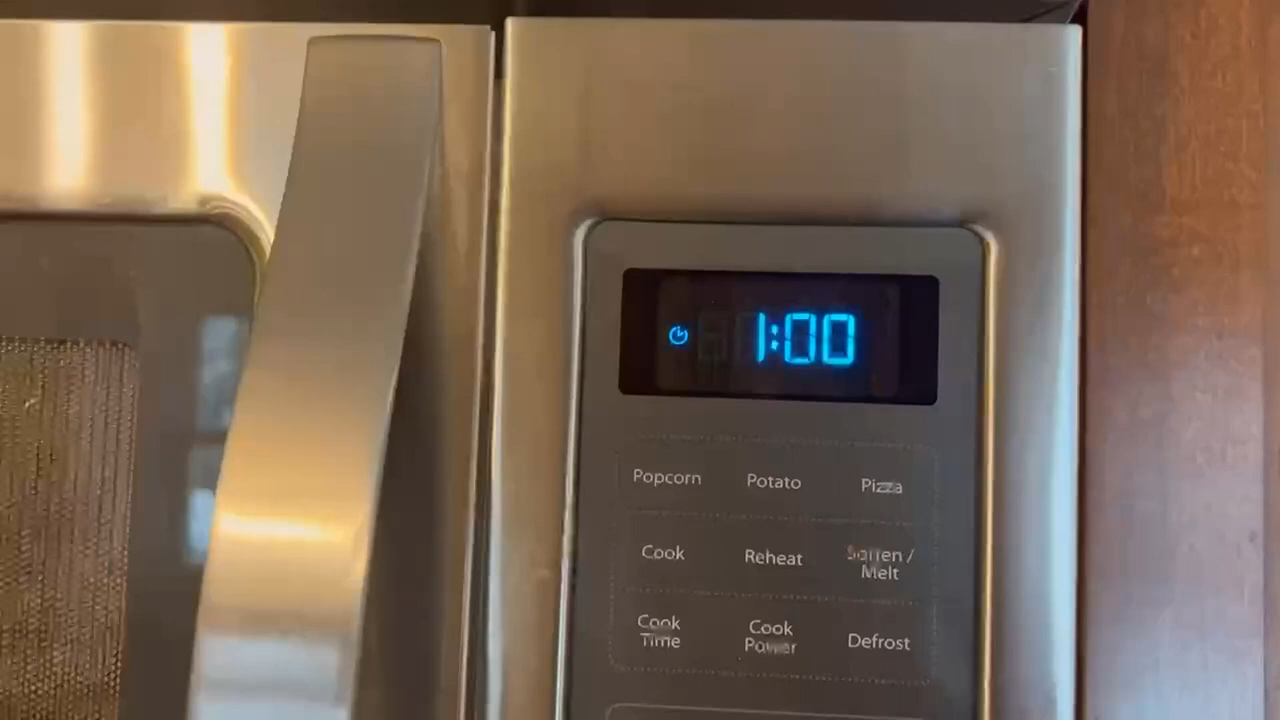 1:00
Popcorn Potato Pizza
Cook Reheat Soften /
Melt
Cook Cook Defrost
Time Power